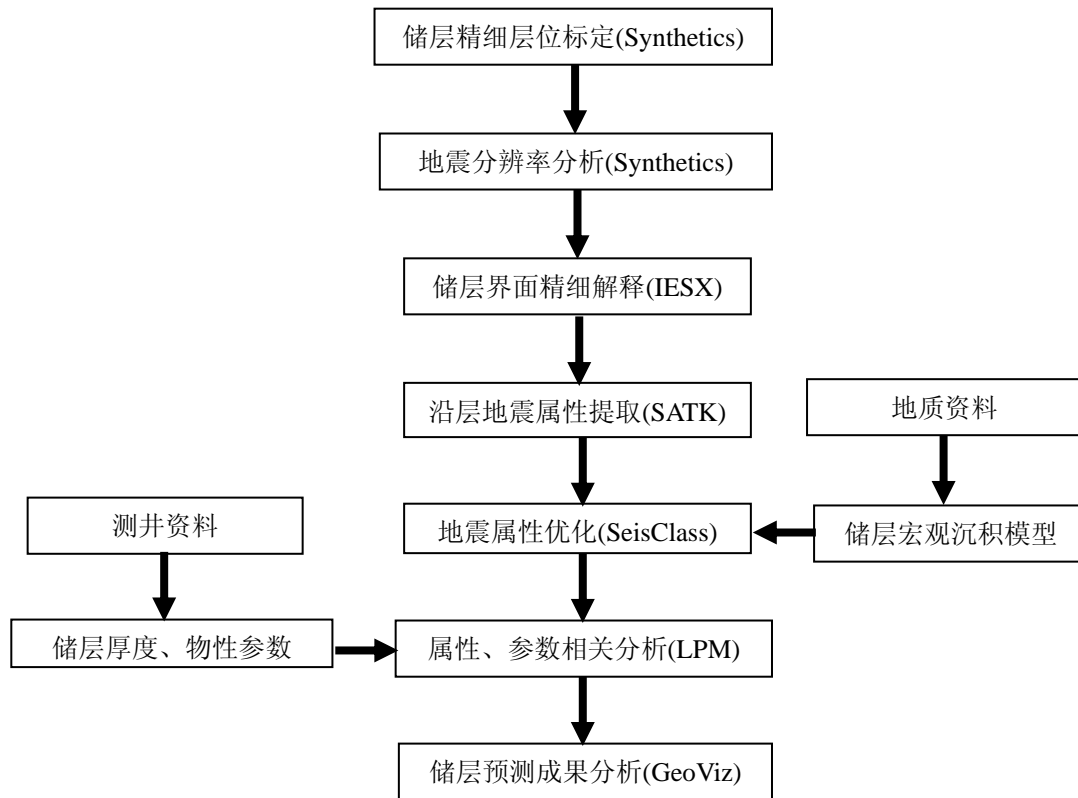 储层精细层位标定(Synthetics)
地震分辨率分析(Synthetics)
储层界面精细解释(IESX)
沿层地震属性提取(SATK)
地质资料
测井资料
地震属性优化(SeisClass)
储层宏观沉积模型
储层厚度、物性参数
属性、参数相关分析(LPM)
储层预测成果分析(GeoViz)